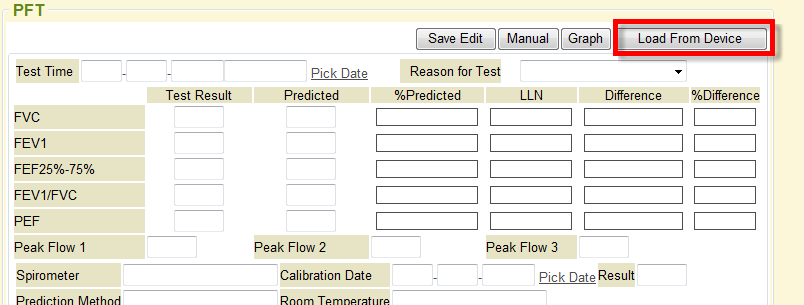 PFT
Save Edit Manual Graph Load From Device
Test Time - - Pick Date Reason for Test
Test Result Predicted %Predicted LLN Difference %Difference
FVC
FEV1
FEF25%-75%
FEV1/FVC
PEF
Peak Flow 1 Peak Flow 2 Peak Flow 3
Spirometer Calibration Date - - Pick Date Result
Prediction Method Room Temperature